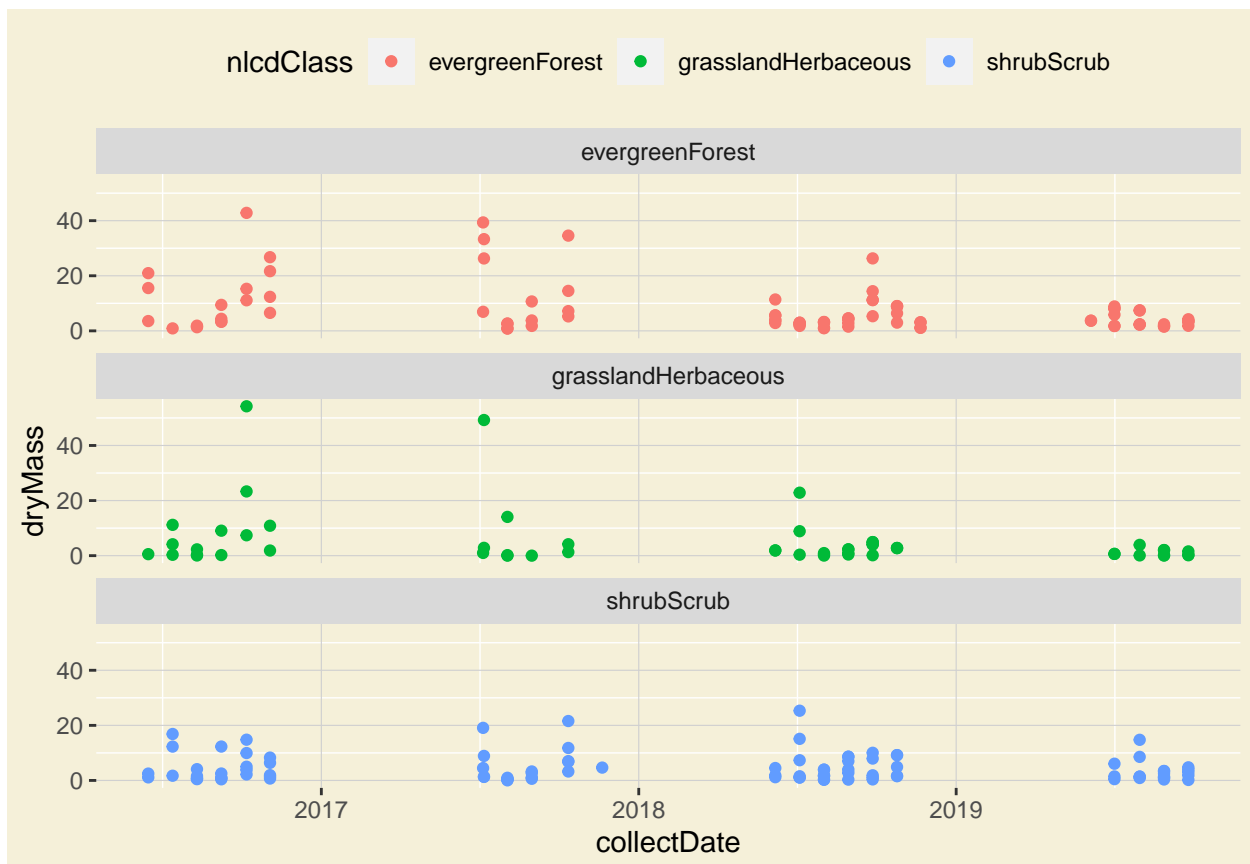 nlcdClass evergreenForest grasslandHerbaceous shrubScrub
evergreenForest
40
20
0
grasslandHerbaceous
40
20
0
dryMass
shrubScrub
40
20
0
2017 2018 2019
collectDate